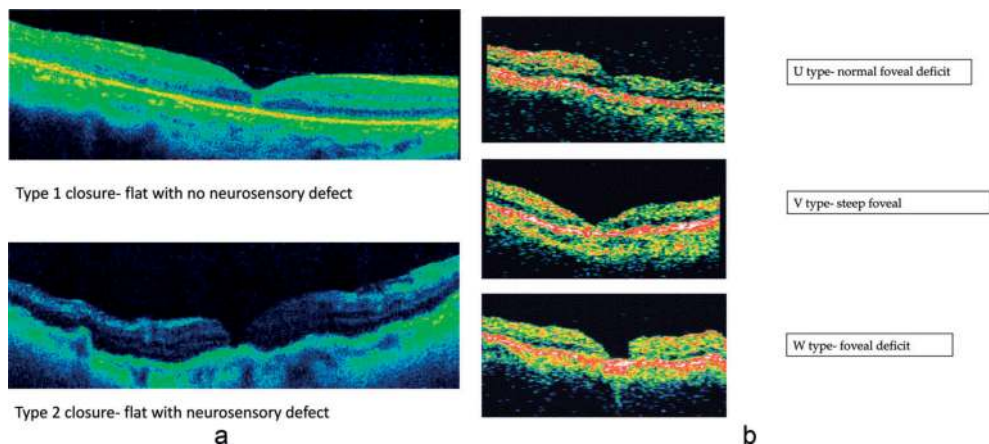 Type 1 closure- flat with no neurosensory defect
Type 2 closure- flat with neurosensory defect
a
U type- normal foveal deficit
V type- steep foveal
W type- foveal deficit
b